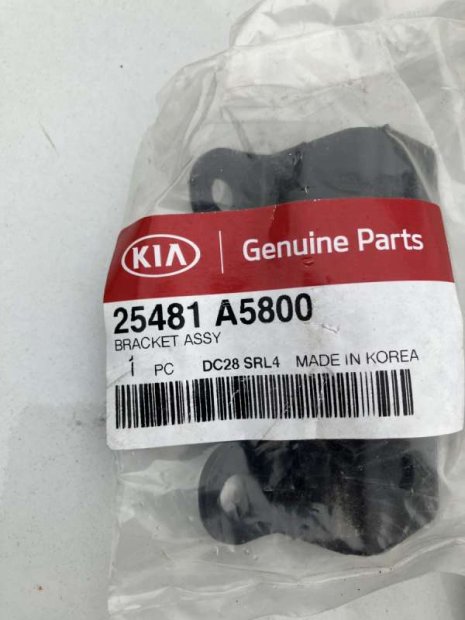 KIA Genuine Parts
25481 A5800
BRACKET ASSY
1 PC DC28 SRL4 MADE IN KOREA